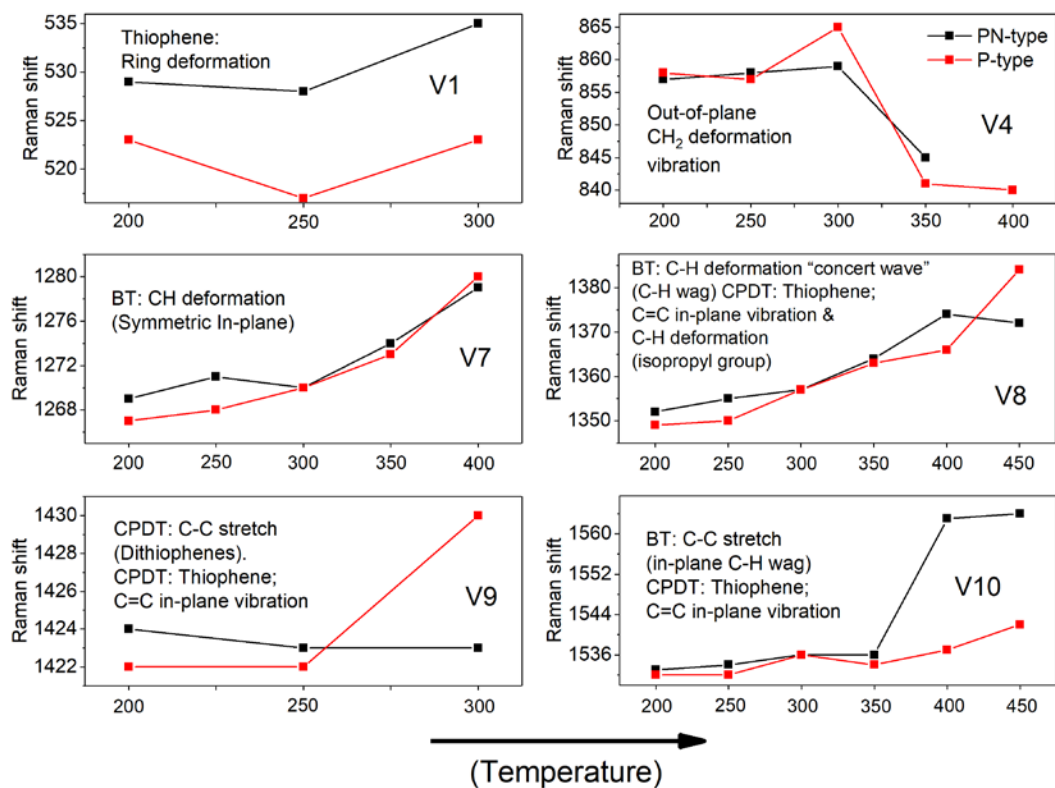 Raman shift
535
530
525
520
Thiophene:
Ring deformation
V1
200
250
300
Raman shift
865
860
855
850
845
840
PN-type
P-type
Out-of-plane
CH₂ deformation
vibration
V4
200
250
300
350
400
Raman shift
1280
1276
1272
1268
BT: CH deformation
(Symmetric In-plane)
V7
200
250
300
350
400
Raman shift
1380
1370
1360
1350
BT: C-H deformation “concert wave”
(C-H wag) CPDT: Thiophene;
C=C in-plane vibration &
C-H deformation
(isopropyl group)
V8
200
250
300
350
400
450
Raman shift
1430
1428
1426
1424
1422
CPDT: C-C stretch
(Dithiophenes).
CPDT: Thiophene;
C=C in-plane vibration
V9
200
250
300
Raman shift
1560
1552
1544
1536
BT: C-C stretch
(in-plane C-H wag)
CPDT: Thiophene;
C=C in-plane vibration
V10
200
250
300
350
400
450
(Temperature)